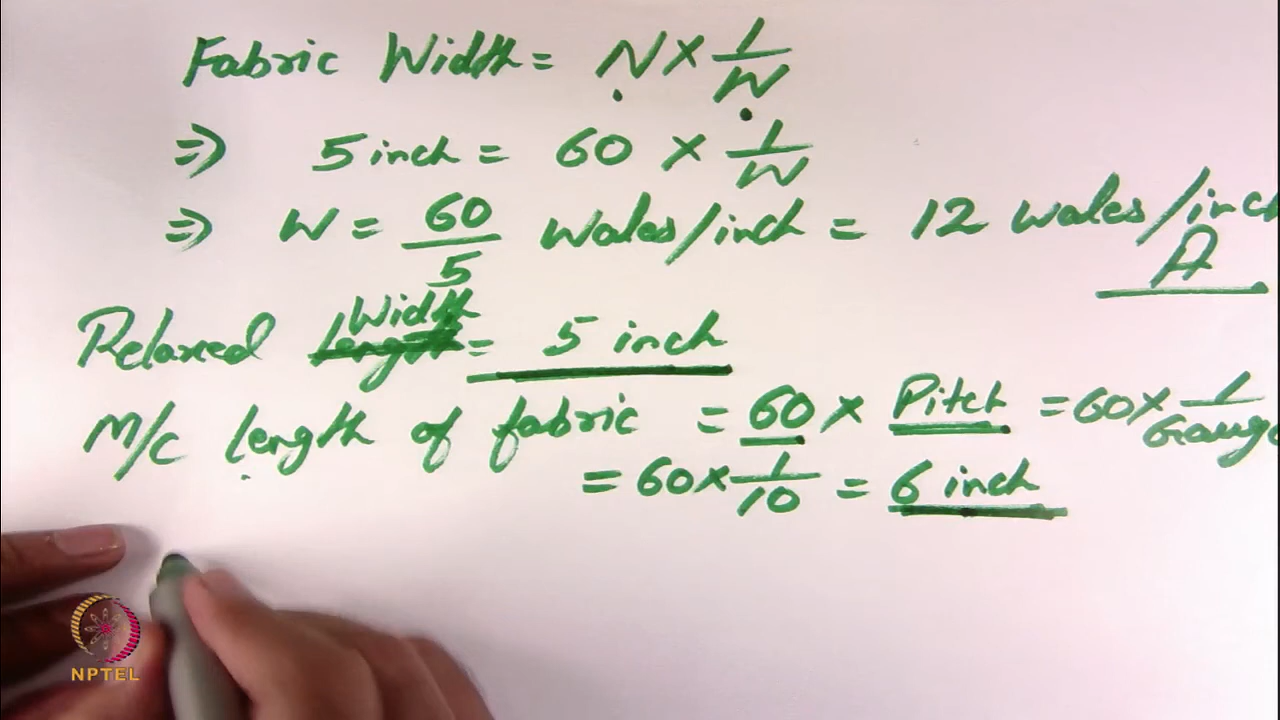 Fabric Width = N × 1/W
⇒ 5 inch = 60 × 1/W
⇒ W = 60/5 Wales/inch = 12 Wales/inch
A
Relaxed Width = 5 inch
M/c length of fabric = 60 × Pitch = 60 × 1/Gauge
= 60 × 1/10 = 6 inch
NPTEL